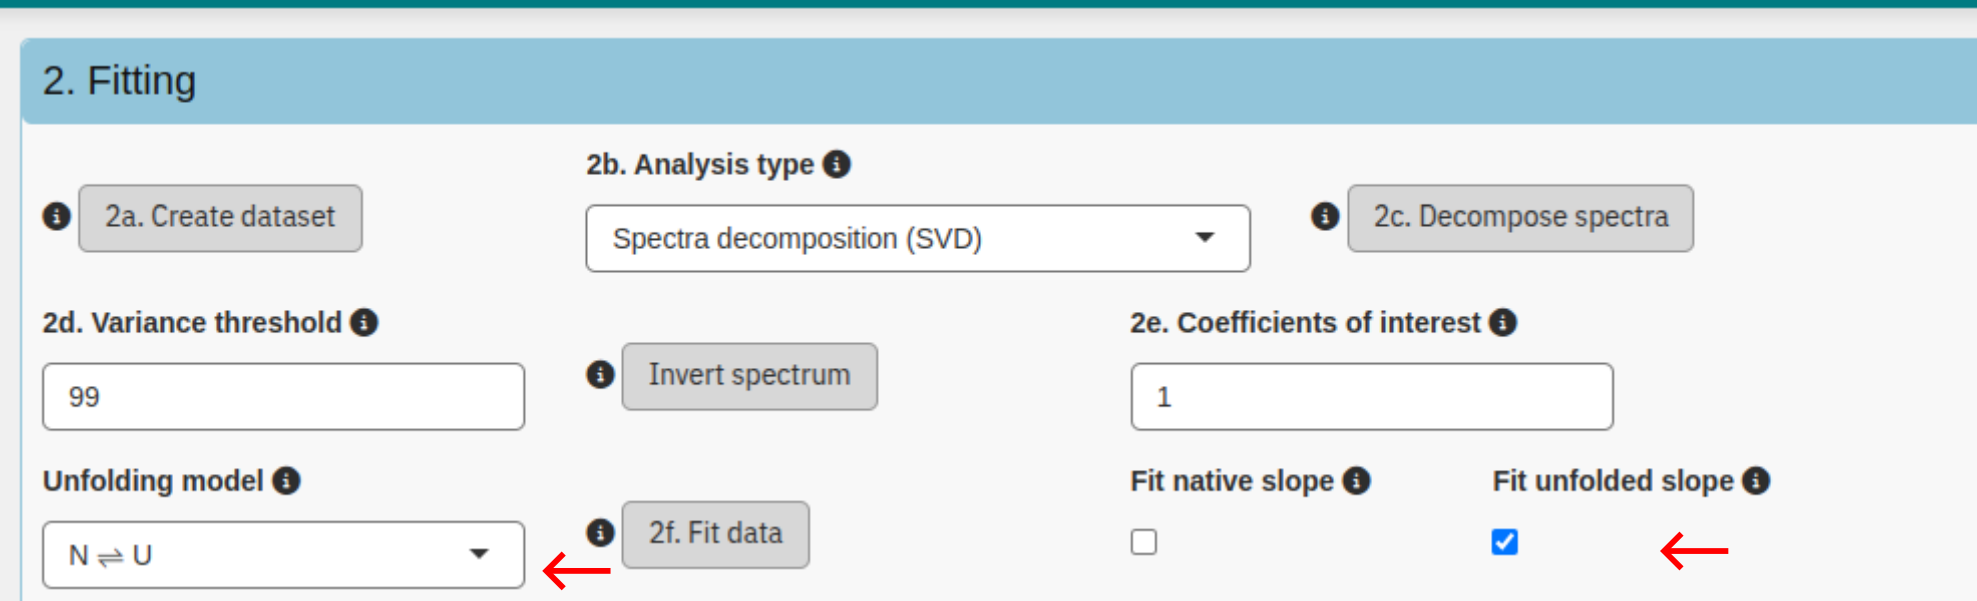 2. Fitting
2b. Analysis type
2a. Create dataset
Spectra decomposition (SVD)
2c. Decompose spectra
2d. Variance threshold
2e. Coefficients of interest
99
Invert spectrum
1
Unfolding model
Fit native slope
Fit unfolded slope
N ⇌ U
2f. Fit data